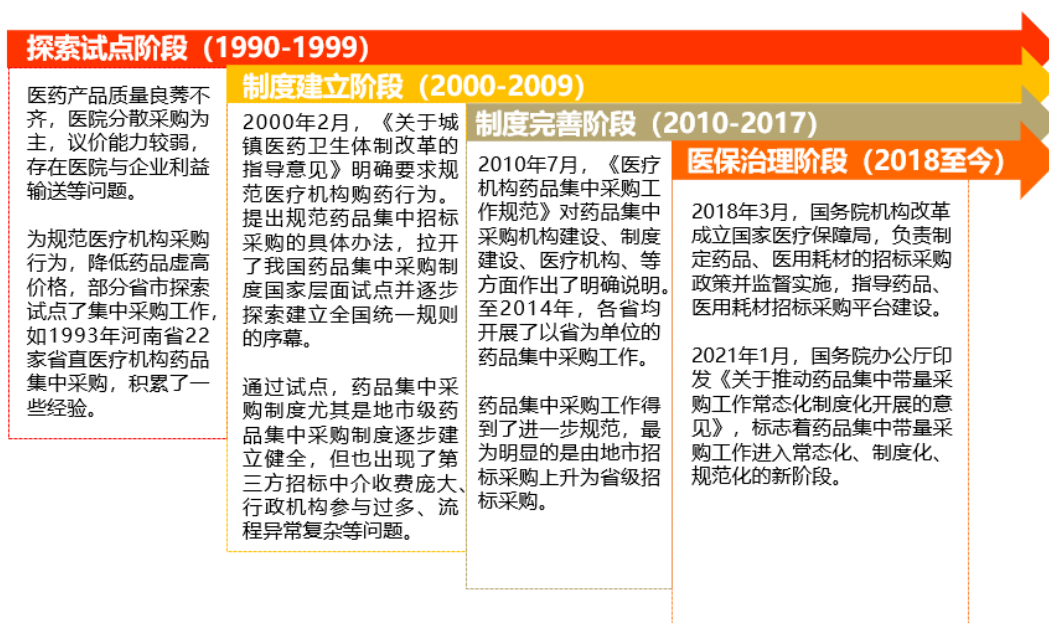 探索试点阶段（1990-1999）
医药产品质量良莠不
齐，医院分散采购为
主，议价能力较弱，
存在医院与企业利益
输送等问题。
为规范医疗机构采购
行为，降低药品虚高
价格，部分省市探索
试点了集中采购工作，
如1993年河南省22
家省直医疗机构药品
集中采购，积累了一
些经验。
制度建立阶段（2000-2009）
2000年2月，《关于城
镇医药卫生体制改革的
指导意见》明确要求规
范医疗机构购药行为。
提出规范药品集中招标
采购的具体办法，拉开
了我国药品集中采购制
度国家层面试点并逐步
探索建立全国统一规则
的序幕。
通过试点，药品集中采
购制度尤其是地市级药
品集中采购制度逐步建
立健全，但也出现了第
三方招标中介收费庞大、
行政机构参与过多、流
程异常复杂等问题。
制度完善阶段（2010-2017）
2010年7月，《医疗
机构药品集中采购工
作规范》对药品集中
采购机构建设、制度
建设、医疗机构、等
方面作出了明确说明。
至2014年，各省均
开展了以省为单位的
药品集中采购工作。
药品集中采购工作得
到了进一步规范，最
为明显的是由地市招
标采购上升为省级招
标采购。
医保治理阶段（2018至今）
2018年3月，国务院机构改革
成立国家医疗保障局，负责制
定药品、医用耗材的招标采购
政策并监督实施，指导药品、
医用耗材招标采购平台建设。
2021年1月，国务院办公厅印
发《关于推动药品集中带量采
购工作常态化制度化开展的意
见》，标志着药品集中带量采
购工作进入常态化、制度化、
规范化的新阶段。